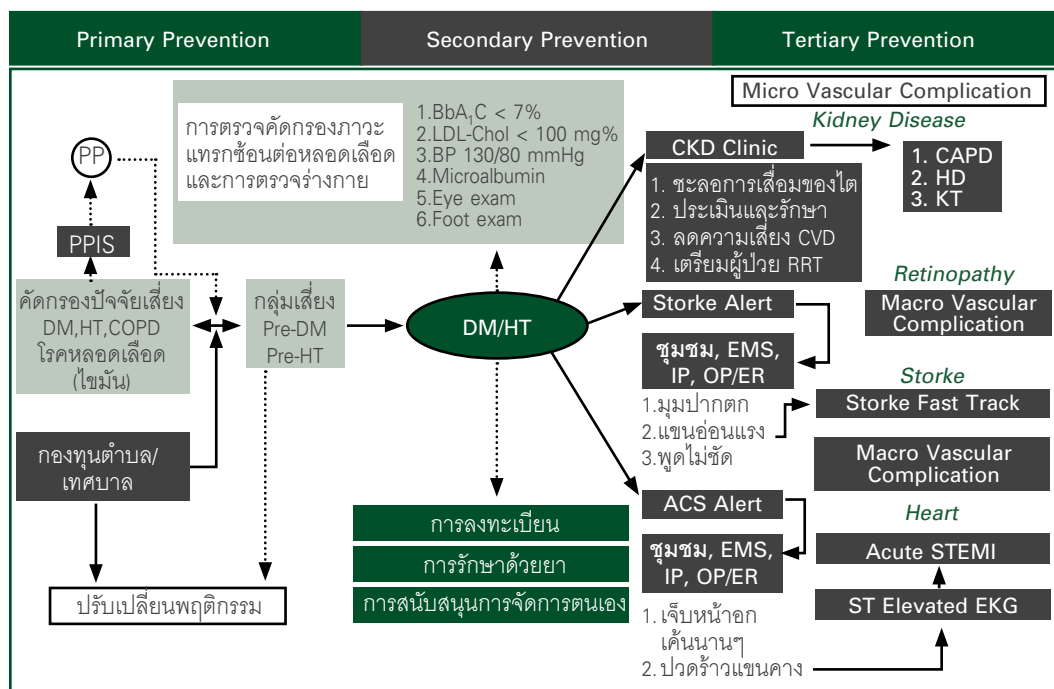 Primary Prevention
Secondary Prevention
Tertiary Prevention
Micro Vascular Complication
การตรวจคัดกรองภาวะ
แทรกซ้อนต่อหลอดเลือด
และการตรวจร่างกาย
1.BbA₁C < 7%
2.LDL-Chol < 100 mg%
3.BP 130/80 mmHg
4.Microalbumin
5.Eye exam
6.Foot exam
PP
PPIS
คัดกรองปัจจัยเสี่ยง
DM,HT,COPD
โรคหลอดเลือด
(ไขมัน)
กลุ่มเสี่ยง
Pre-DM
Pre-HT
กองทุนตำบล/
เทศบาล
ปรับเปลี่ยนพฤติกรรม
DM/HT
การลงทะเบียน
การรักษาด้วยยา
การสนับสนุนการจัดการตนเอง
CKD Clinic
1. ชะลอการเสื่อมของไต
2. ประเมินและรักษา
3. ลดความเสี่ยง CVD
4. เตรียมผู้ป่วย RRT
Kidney Disease
1. CAPD
2. HD
3. KT
Storke Alert
ชุมชม, EMS,
IP, OP/ER
1.มุมปากตก
2.แขนอ่อนแรง
3.พูดไม่ชัด
Retinopathy
Macro Vascular
Complication
Storke
Storke Fast Track
Macro Vascular
Complication
ACS Alert
ชุมชม, EMS,
IP, OP/ER
1. เจ็บหน้าอก
เค้นนานๆ
2. ปวดร้าวแขนคาง
Heart
Acute STEMI
ST Elevated EKG